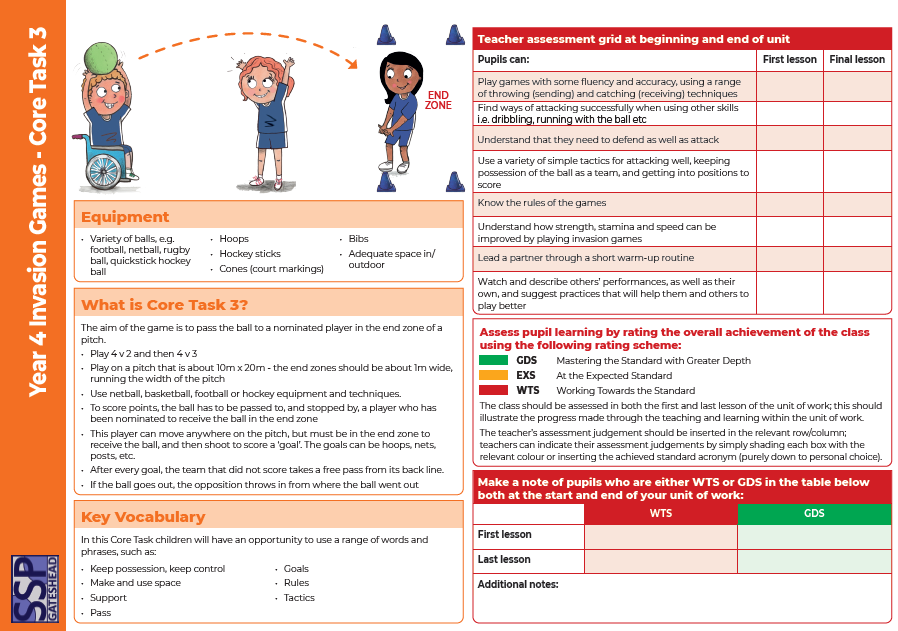 Year 4 Invasion Games - Core Task 3
SSP
GATESHEAD
END
ZONE
Equipment
• Variety of balls, e.g.
football, netball, rugby
ball, quickstick hockey
ball
• Hoops
• Hockey sticks
• Cones (court markings)
• Bibs
• Adequate space in/
outdoor
What is Core Task 3?
The aim of the game is to pass the ball to a nominated player in the end zone of a
pitch.
• Play 4 v 2 and then 4 v 3
• Play on a pitch that is about 10m x 20m - the end zones should be about 1m wide,
running the width of the pitch
• Use netball, basketball, football or hockey equipment and techniques.
• To score points, the ball has to be passed to, and stopped by, a player who has
been nominated to receive the ball in the end zone
• This player can move anywhere on the pitch, but must be in the end zone to
receive the ball, and then shoot to score a 'goal'. The goals can be hoops, nets,
posts, etc.
• After every goal, the team that did not score takes a free pass from its back line.
• If the ball goes out, the opposition throws in from where the ball went out
Key Vocabulary
In this Core Task children will have an opportunity to use a range of words and
phrases, such as:
• Keep possession, keep control
• Make and use space
• Support
• Pass
• Goals
• Rules
• Tactics
Teacher assessment grid at beginning and end of unit
Pupils can: First lesson Final lesson
Play games with some fluency and accuracy, using a range
of throwing (sending) and catching (receiving) techniques
Find ways of attacking successfully when using other skills
i.e. dribbling, running with the ball etc
Understand that they need to defend as well as attack
Use a variety of simple tactics for attacking well, keeping
possession of the ball as a team, and getting into positions to
score
Know the rules of the games
Understand how strength, stamina and speed can be
improved by playing invasion games
Lead a partner through a short warm-up routine
Watch and describe others' performances, as well as their
own, and suggest practices that will help them and others to
play better
Assess pupil learning by rating the overall achievement of the class
using the following rating scheme:
GDS Mastering the Standard with Greater Depth
EXS At the Expected Standard
WTS Working Towards the Standard
The class should be assessed in both the first and last lesson of the unit of work; this should
illustrate the progress made through the teaching and learning within the unit of work.
The teacher's assessment judgement should be inserted in the relevant row/column;
teachers can indicate their assessment judgements by simply shading each box with the
relevant colour or inserting the achieved standard acronym (purely down to personal choice).
Make a note of pupils who are either WTS or GDS in the table below
both at the start and end of your unit of work:
WTS GDS
First lesson
Last lesson
Additional notes: